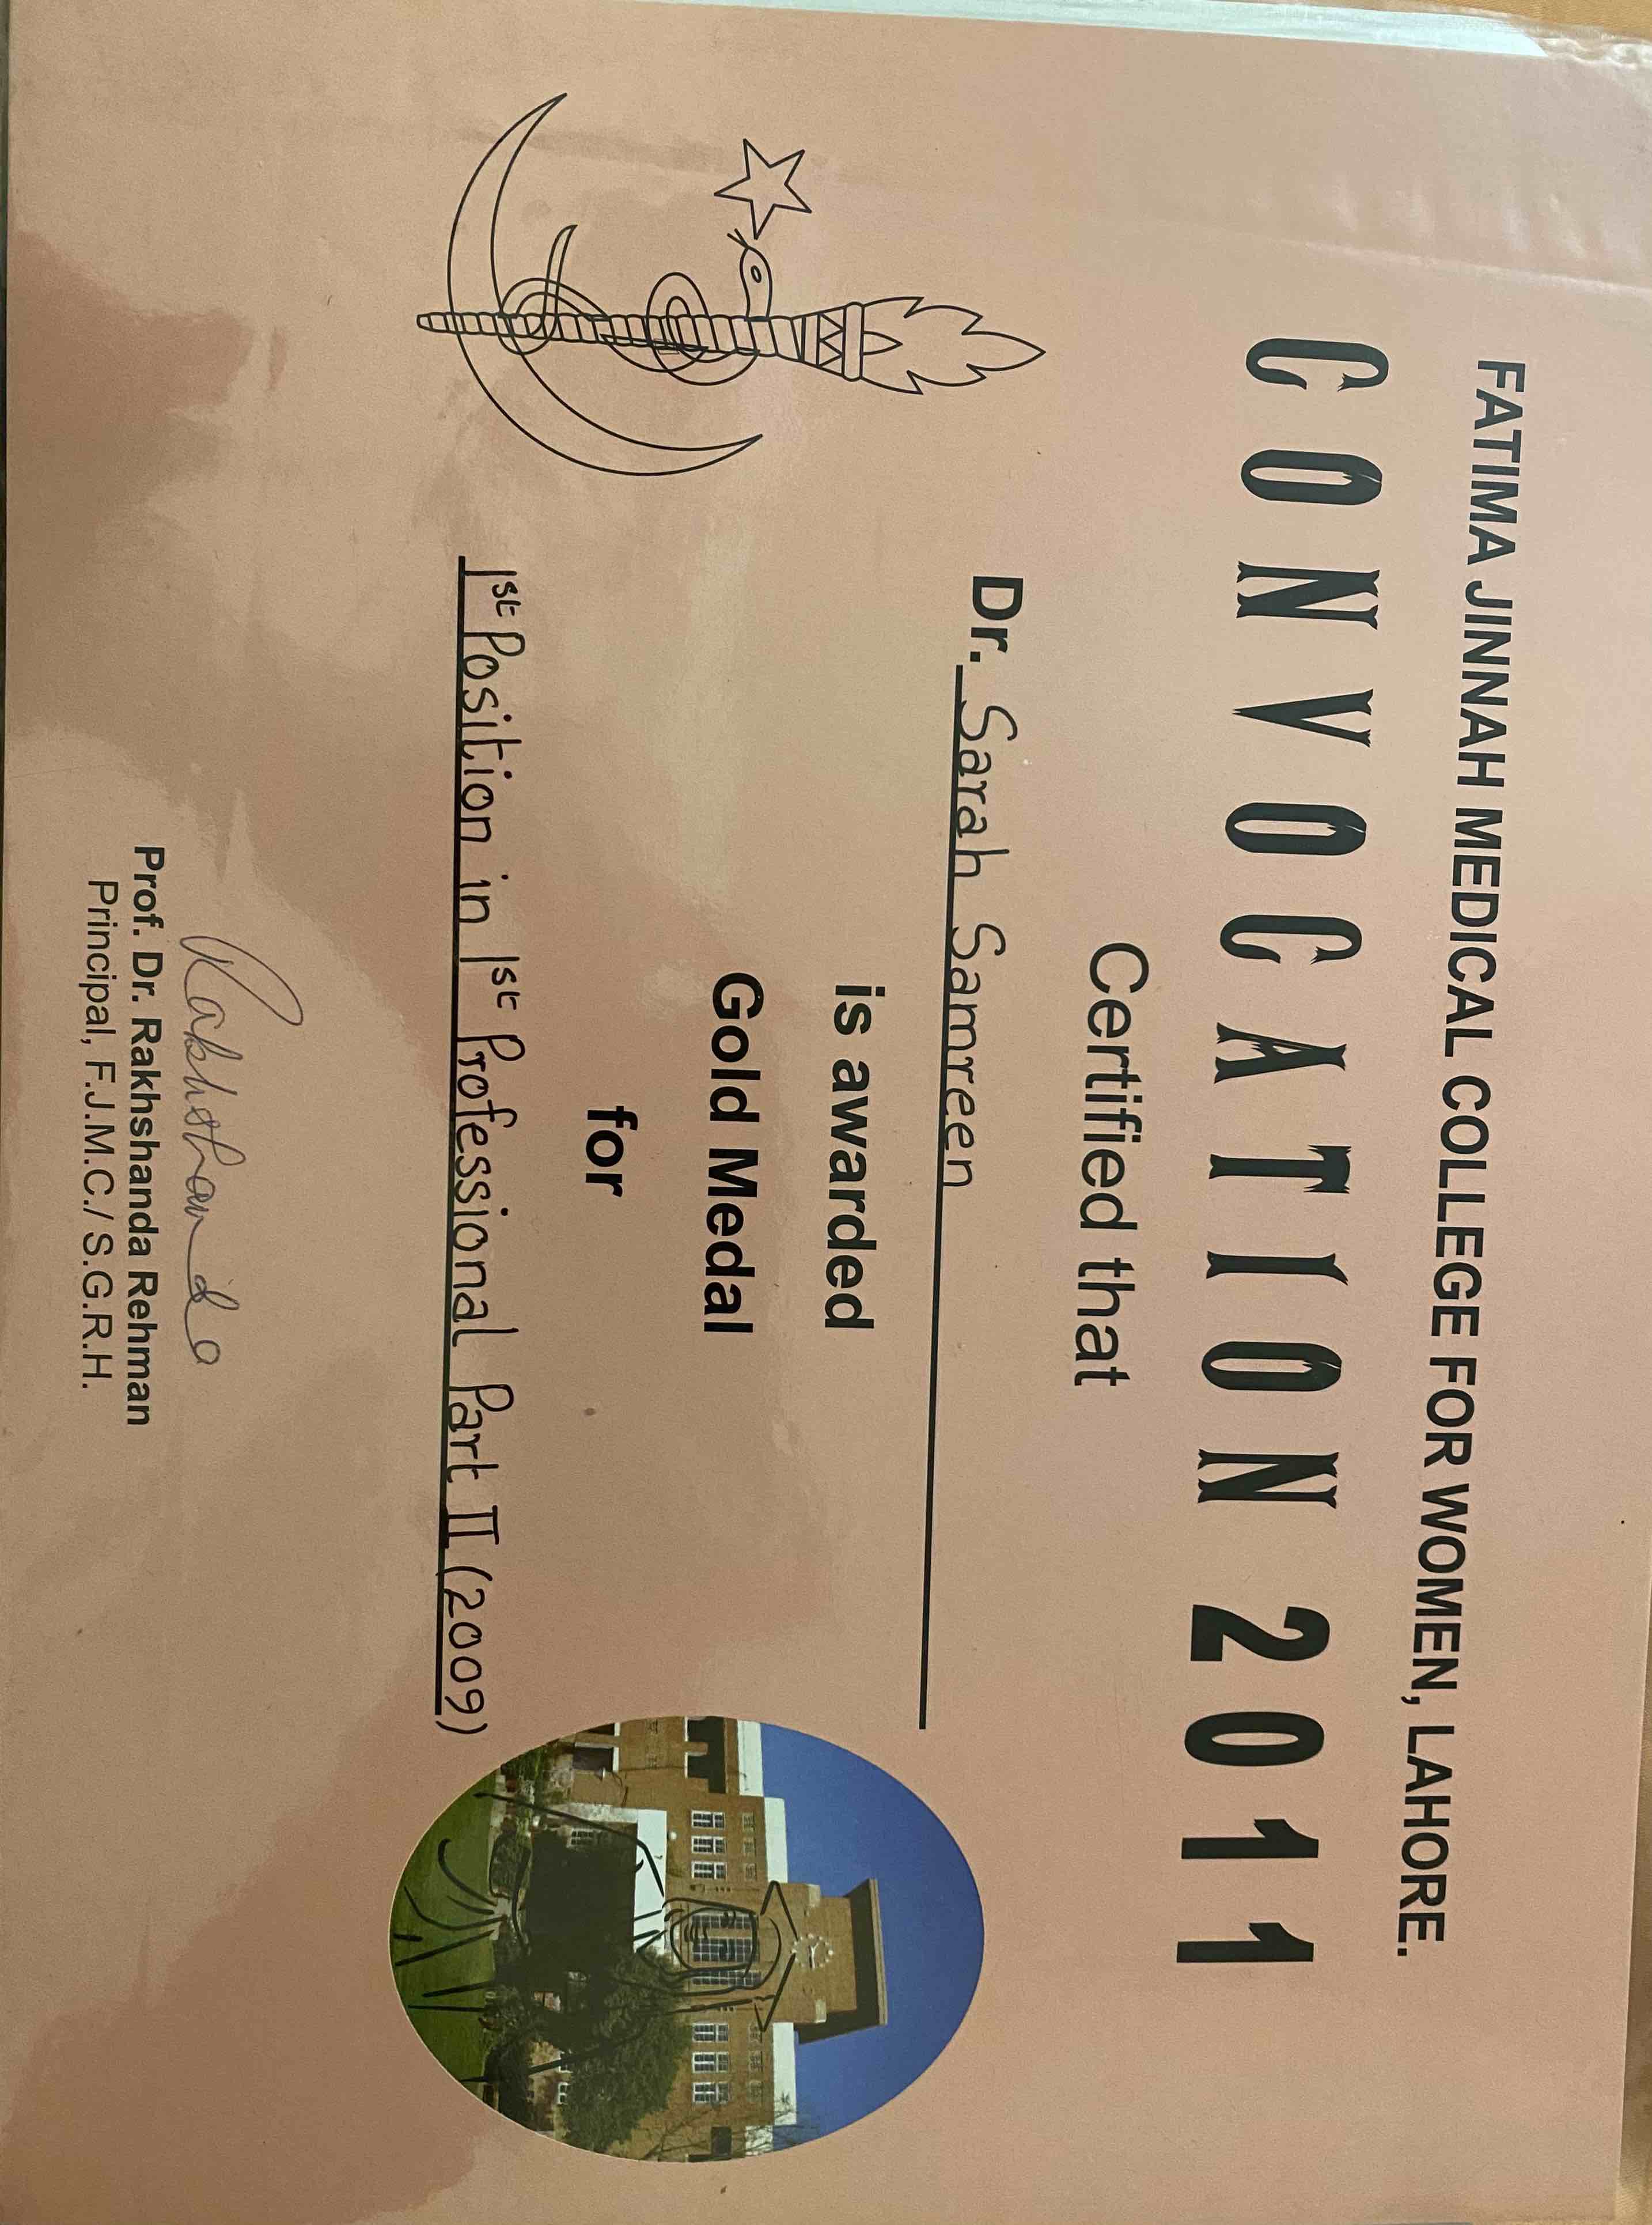 FATIMA JINNAH MEDICAL COLLEGE FOR WOMEN, LAHORE.
CONVOCATION 2011
Certified that
Dr. Sarah Samreen
is awarded
Gold Medal
for
1st Position in 1st Professional Part II (2009)
Rakhshanda
Prof. Dr. Rakhshanda Rehman
Principal, F.J.M.C./ S.G.R.H.